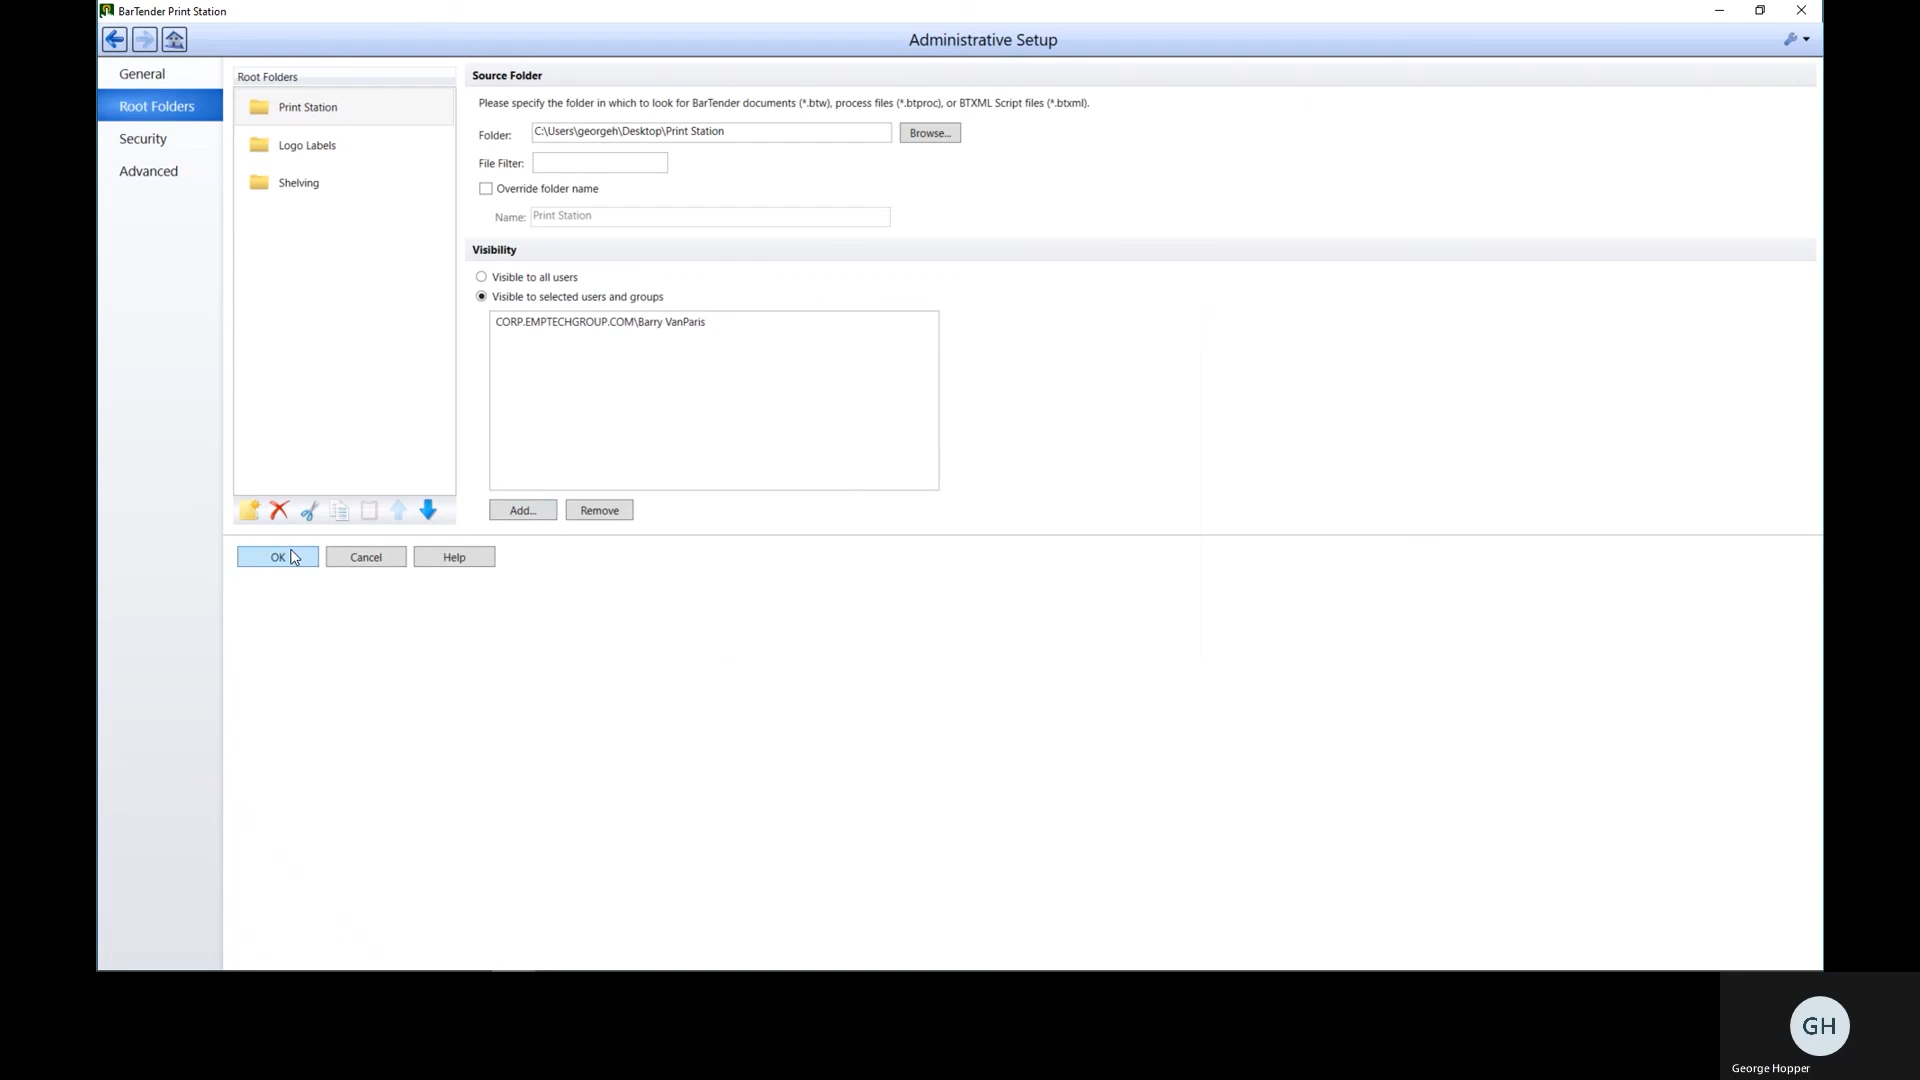 BarTender Print Station
Administrative Setup
General
Root Folders
Security
Advanced
Root Folders
Print Station
Logo Labels
Shelving
Source Folder
Please specify the folder in which to look for BarTender documents (*.btw), process files (*.btproc), or BTXML Script files (*.btxml).
Folder: C:\Users\georgeh\Desktop\Print Station Browse...
File Filter:
Override folder name
Name: Print Station
Visibility
Visible to all users
Visible to selected users and groups
CORP.EMPTECHGROUP.COM\Barry VanParis
Add... Remove
OK Cancel Help
GH
George Hopper